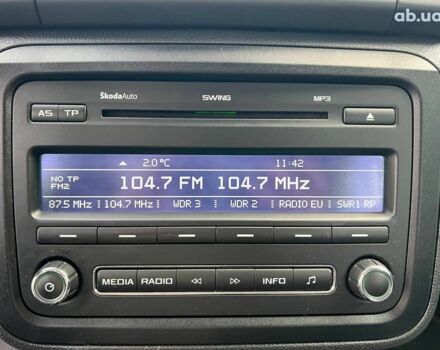 ab.ua
ŠkodaAuto SWING MP3
AS TP
2.0 °C 11:42
NO TP
FM2
104.7 FM 104.7 MHz
87.5 MHz 104.7 MHz WDR 3 WDR 2 RADIO EU SWR1 RP
MEDIA RADIO INFO